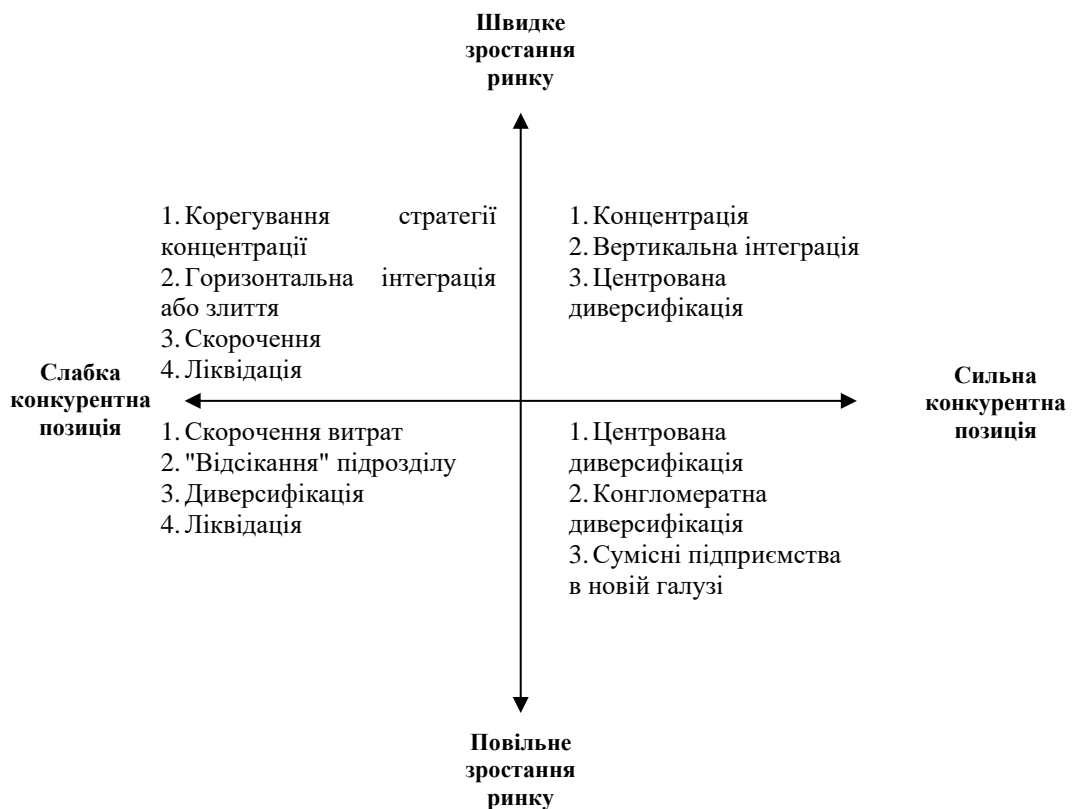 Швидке
зростання
ринку
1. Корегування стратегії
концентрації
2. Горизонтальна інтеграція
або злиття
3. Скорочення
4. Ліквідація
1. Концентрація
2. Вертикальна інтеграція
3. Центрована
диверсифікація
Слабка
конкурентна
позиція
Сильна
конкурентна
позиція
1. Скорочення витрат
2. "Відсікання" підрозділу
3. Диверсифікація
4. Ліквідація
1. Центрована
диверсифікація
2. Конгломератна
диверсифікація
3. Сумісні підприємства
в новій галузі
Повільне
зростання
ринку